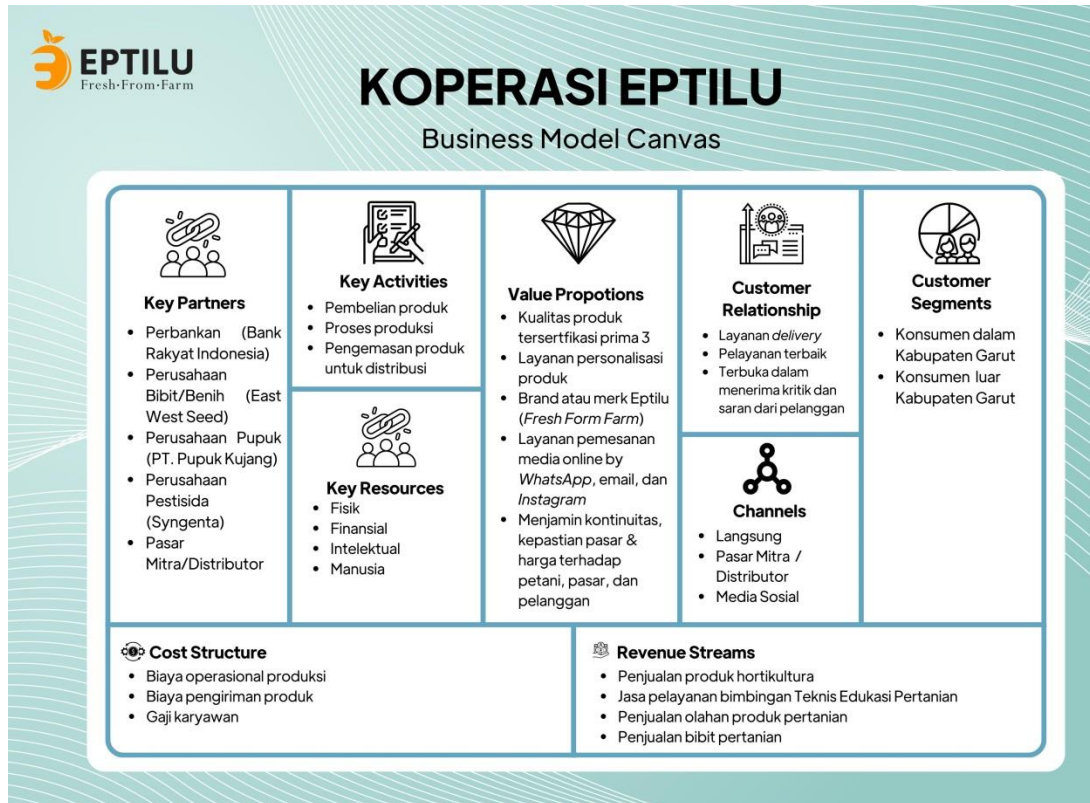 EPTILU
Fresh·From·Farm
KOPERASI EPTILU
Business Model Canvas
Key Partners
• Perbankan (Bank
Rakyat Indonesia)
• Perusahaan
Bibit/Benih (East
West Seed)
• Perusahaan Pupuk
(PT. Pupuk Kujang)
• Perusahaan
Pestisida
(Syngenta)
• Pasar
Mitra/Distributor
Key Activities
• Pembelian produk
• Proses produksi
• Pengemasan produk
untuk distribusi
Key Resources
• Fisik
• Finansial
• Intelektual
• Manusia
Value Propotions
• Kualitas produk
tersertfikasi prima 3
• Layanan personalisasi
produk
• Brand atau merk Eptilu
(Fresh Form Farm)
• Layanan pemesanan
media online by
WhatsApp, email, dan
Instagram
• Menjamin kontinuitas,
kepastian pasar &
harga terhadap
petani, pasar, dan
pelanggan
Customer
Relationship
• Layanan delivery
• Pelayanan terbaik
• Terbuka dalam
menerima kritik dan
saran dari pelanggan
Channels
• Langsung
• Pasar Mitra /
Distributor
• Media Sosial
Customer
Segments
• Konsumen dalam
Kabupaten Garut
• Konsumen luar
Kabupaten Garut
Cost Structure
• Biaya operasional produksi
• Biaya pengiriman produk
• Gaji karyawan
Revenue Streams
• Penjualan produk hortikultura
• Jasa pelayanan bimbingan Teknis Edukasi Pertanian
• Penjualan olahan produk pertanian
• Penjualan bibit pertanian